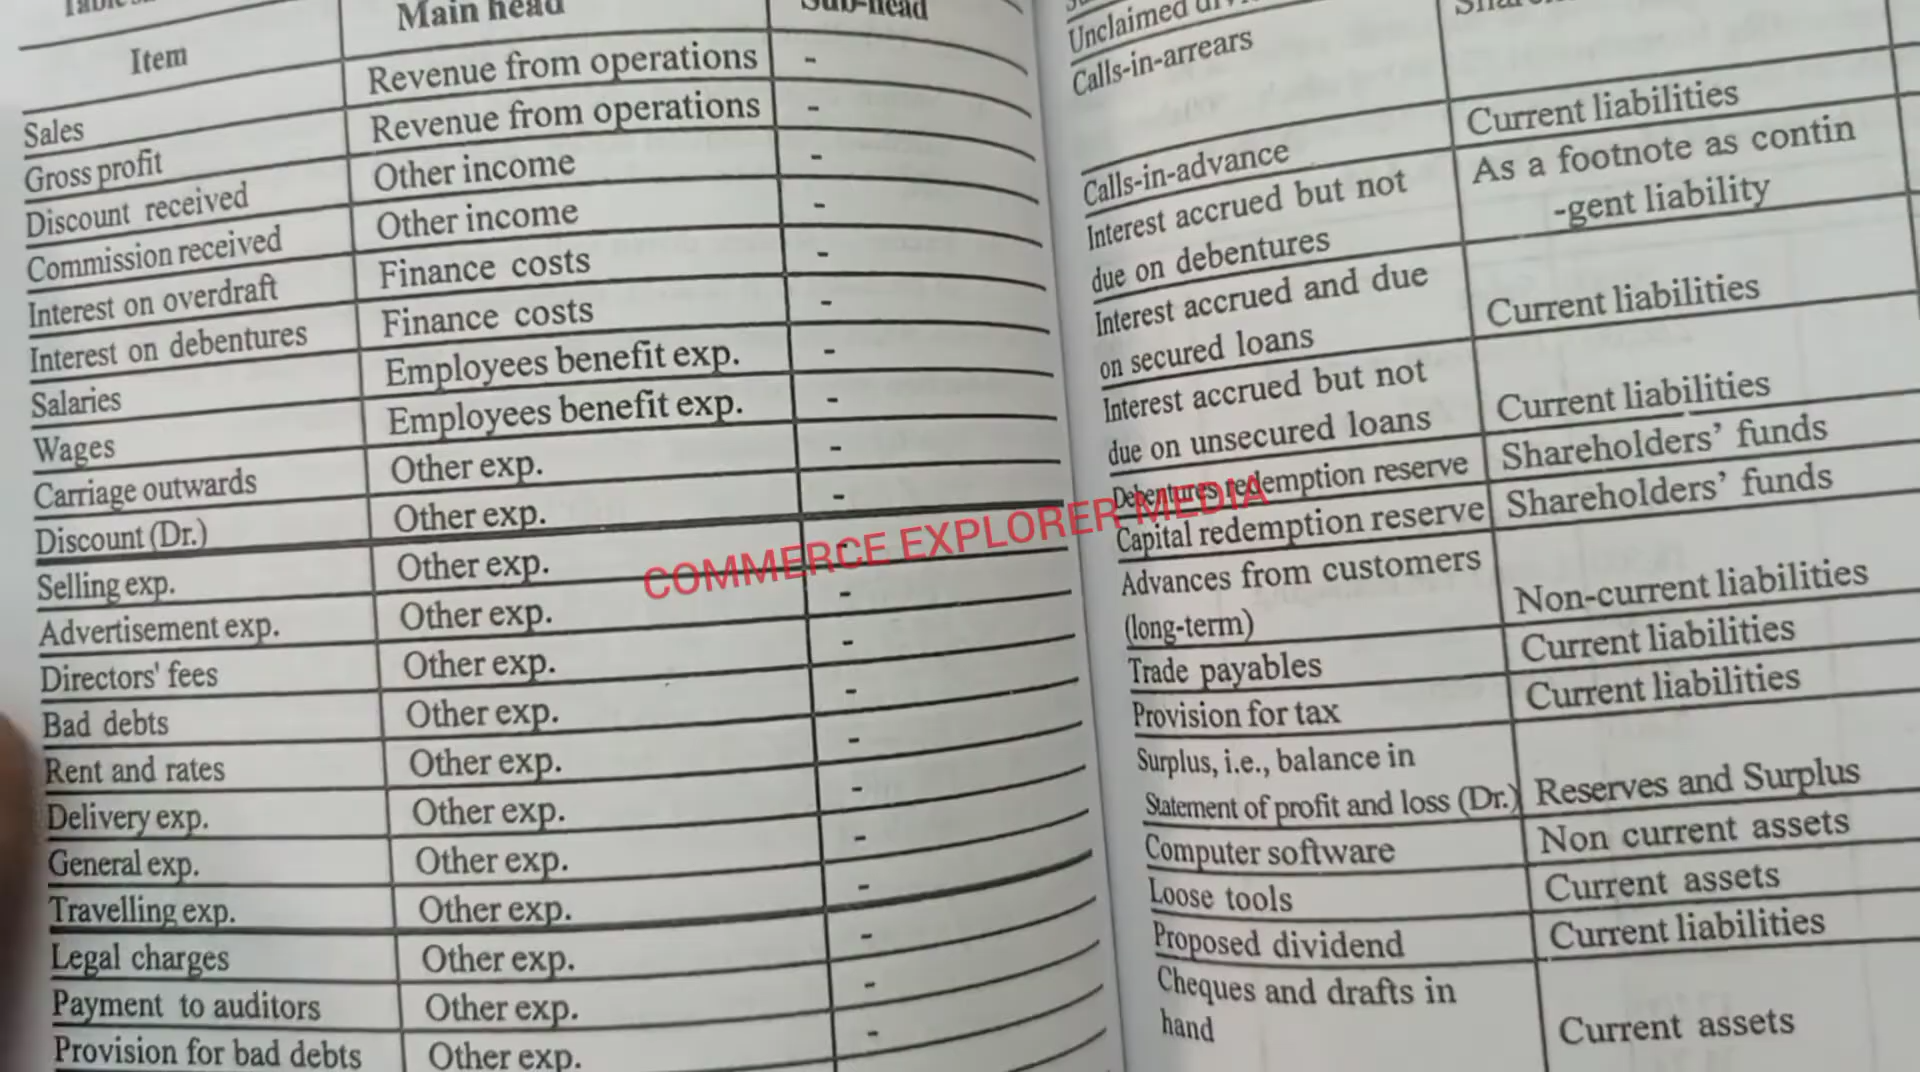 Item Main head Sub-head
Sales Revenue from operations -
Gross profit Revenue from operations -
Discount received Other income -
Commission received Other income -
Interest on overdraft Finance costs -
Interest on debentures Finance costs -
Salaries Employees benefit exp. -
Wages Employees benefit exp. -
Carriage outwards Other exp. -
Discount (Dr.) Other exp. -
Selling exp. Other exp. -
Advertisement exp. Other exp. -
Directors' fees Other exp. -
Bad debts Other exp. -
Rent and rates Other exp. -
Delivery exp. Other exp. -
General exp. Other exp. -
Travelling exp. Other exp. -
Legal charges Other exp. -
Payment to auditors Other exp. -
Provision for bad debts Other exp. -
COMMERCE EXPLORER MEDIA
Unclaimed
Calls-in-arrears
Calls-in-advance Current liabilities
Interest accrued but not As a footnote as contin
due on debentures -gent liability
Interest accrued and due
on secured loans Current liabilities
Interest accrued but not
due on unsecured loans Current liabilities
Debentures redemption reserve Shareholders' funds
Capital redemption reserve Shareholders' funds
Advances from customers
(long-term) Non-current liabilities
Trade payables Current liabilities
Provision for tax Current liabilities
Surplus, i.e., balance in
Statement of profit and loss (Dr.) Reserves and Surplus
Computer software Non current assets
Loose tools Current assets
Proposed dividend Current liabilities
Cheques and drafts in
hand Current assets